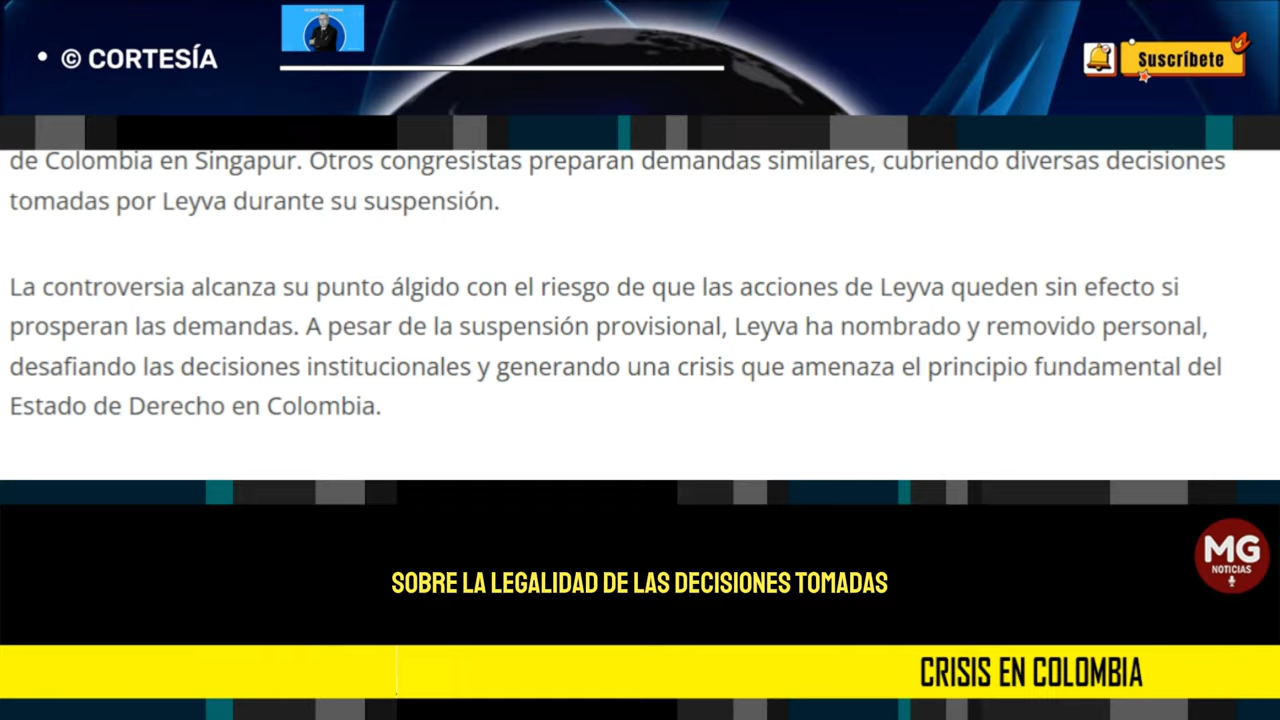 • © CORTESÍA
Suscríbete
de Colombia en Singapur. Otros congresistas preparan demandas similares, cubriendo diversas decisiones
tomadas por Leyva durante su suspensión.
La controversia alcanza su punto álgido con el riesgo de que las acciones de Leyva queden sin efecto si
prosperan las demandas. A pesar de la suspensión provisional, Leyva ha nombrado y removido personal,
desafiando las decisiones institucionales y generando una crisis que amenaza el principio fundamental del
Estado de Derecho en Colombia.
MG
NOTICIAS
SOBRE LA LEGALIDAD DE LAS DECISIONES TOMADAS
CRISIS EN COLOMBIA